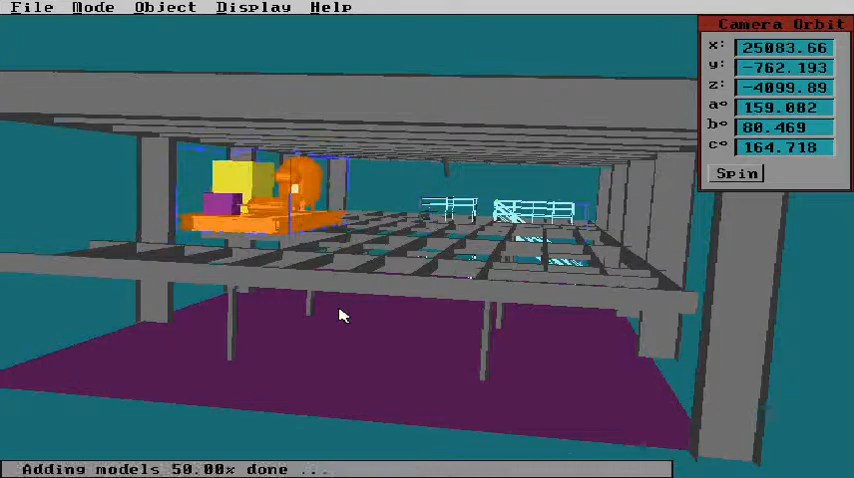 File Mode Object Display Help
Camera Orbit
x: 25083.66
y: -762.193
z: -4099.89
a° 159.082
b° 80.469
c° 164.718
Spin
Adding models 50.00% done ...